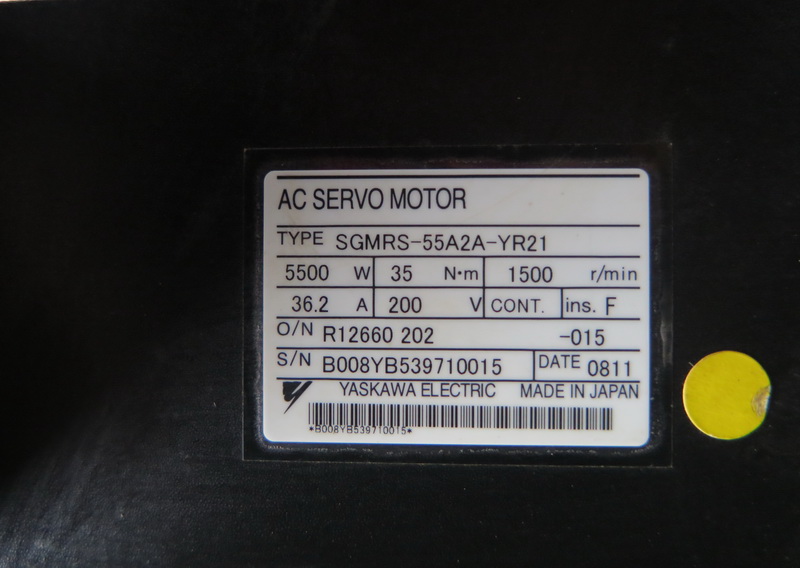 AC SERVO MOTOR
TYPE SGMRS-55A2A-YR21
5500 W 35 N•m 1500 r/min
36.2 A 200 V CONT. ins. F
O/N R12660 202 -015
S/N B008YB539710015 DATE 0811
YASKAWA ELECTRIC MADE IN JAPAN
*B008YB539710015*